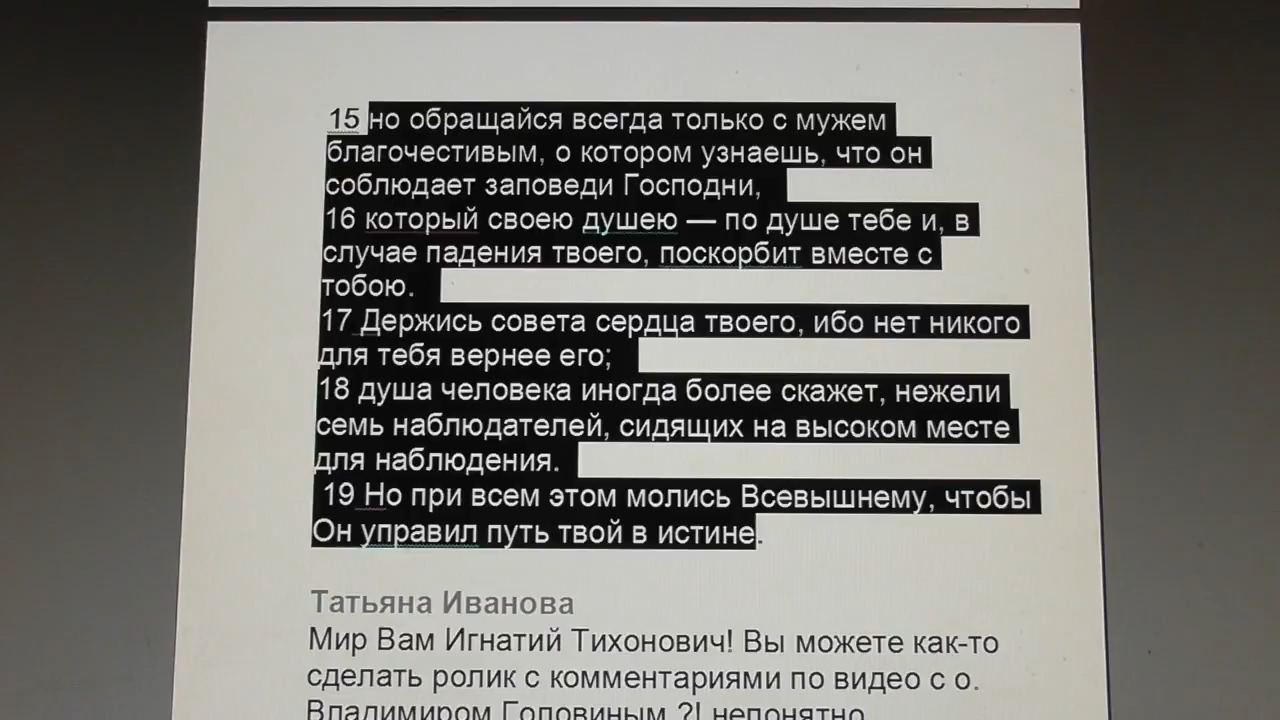 15 но обращайся всегда только с мужем
благочестивым, о котором узнаешь, что он
соблюдает заповеди Господни,
16 который своею душею — по душе тебе и, в
случае падения твоего, поскорбит вместе с
тобою.
17 Держись совета сердца твоего, ибо нет никого
для тебя вернее его;
18 душа человека иногда более скажет, нежели
семь наблюдателей, сидящих на высоком месте
для наблюдения.
19 Но при всем этом молись Всевышнему, чтобы
Он управил путь твой в истине.
Татьяна Иванова
Мир Вам Игнатий Тихонович! Вы можете как-то
сделать ролик с комментариями по видео с о.
Владимиром Головиным ?! непонятно